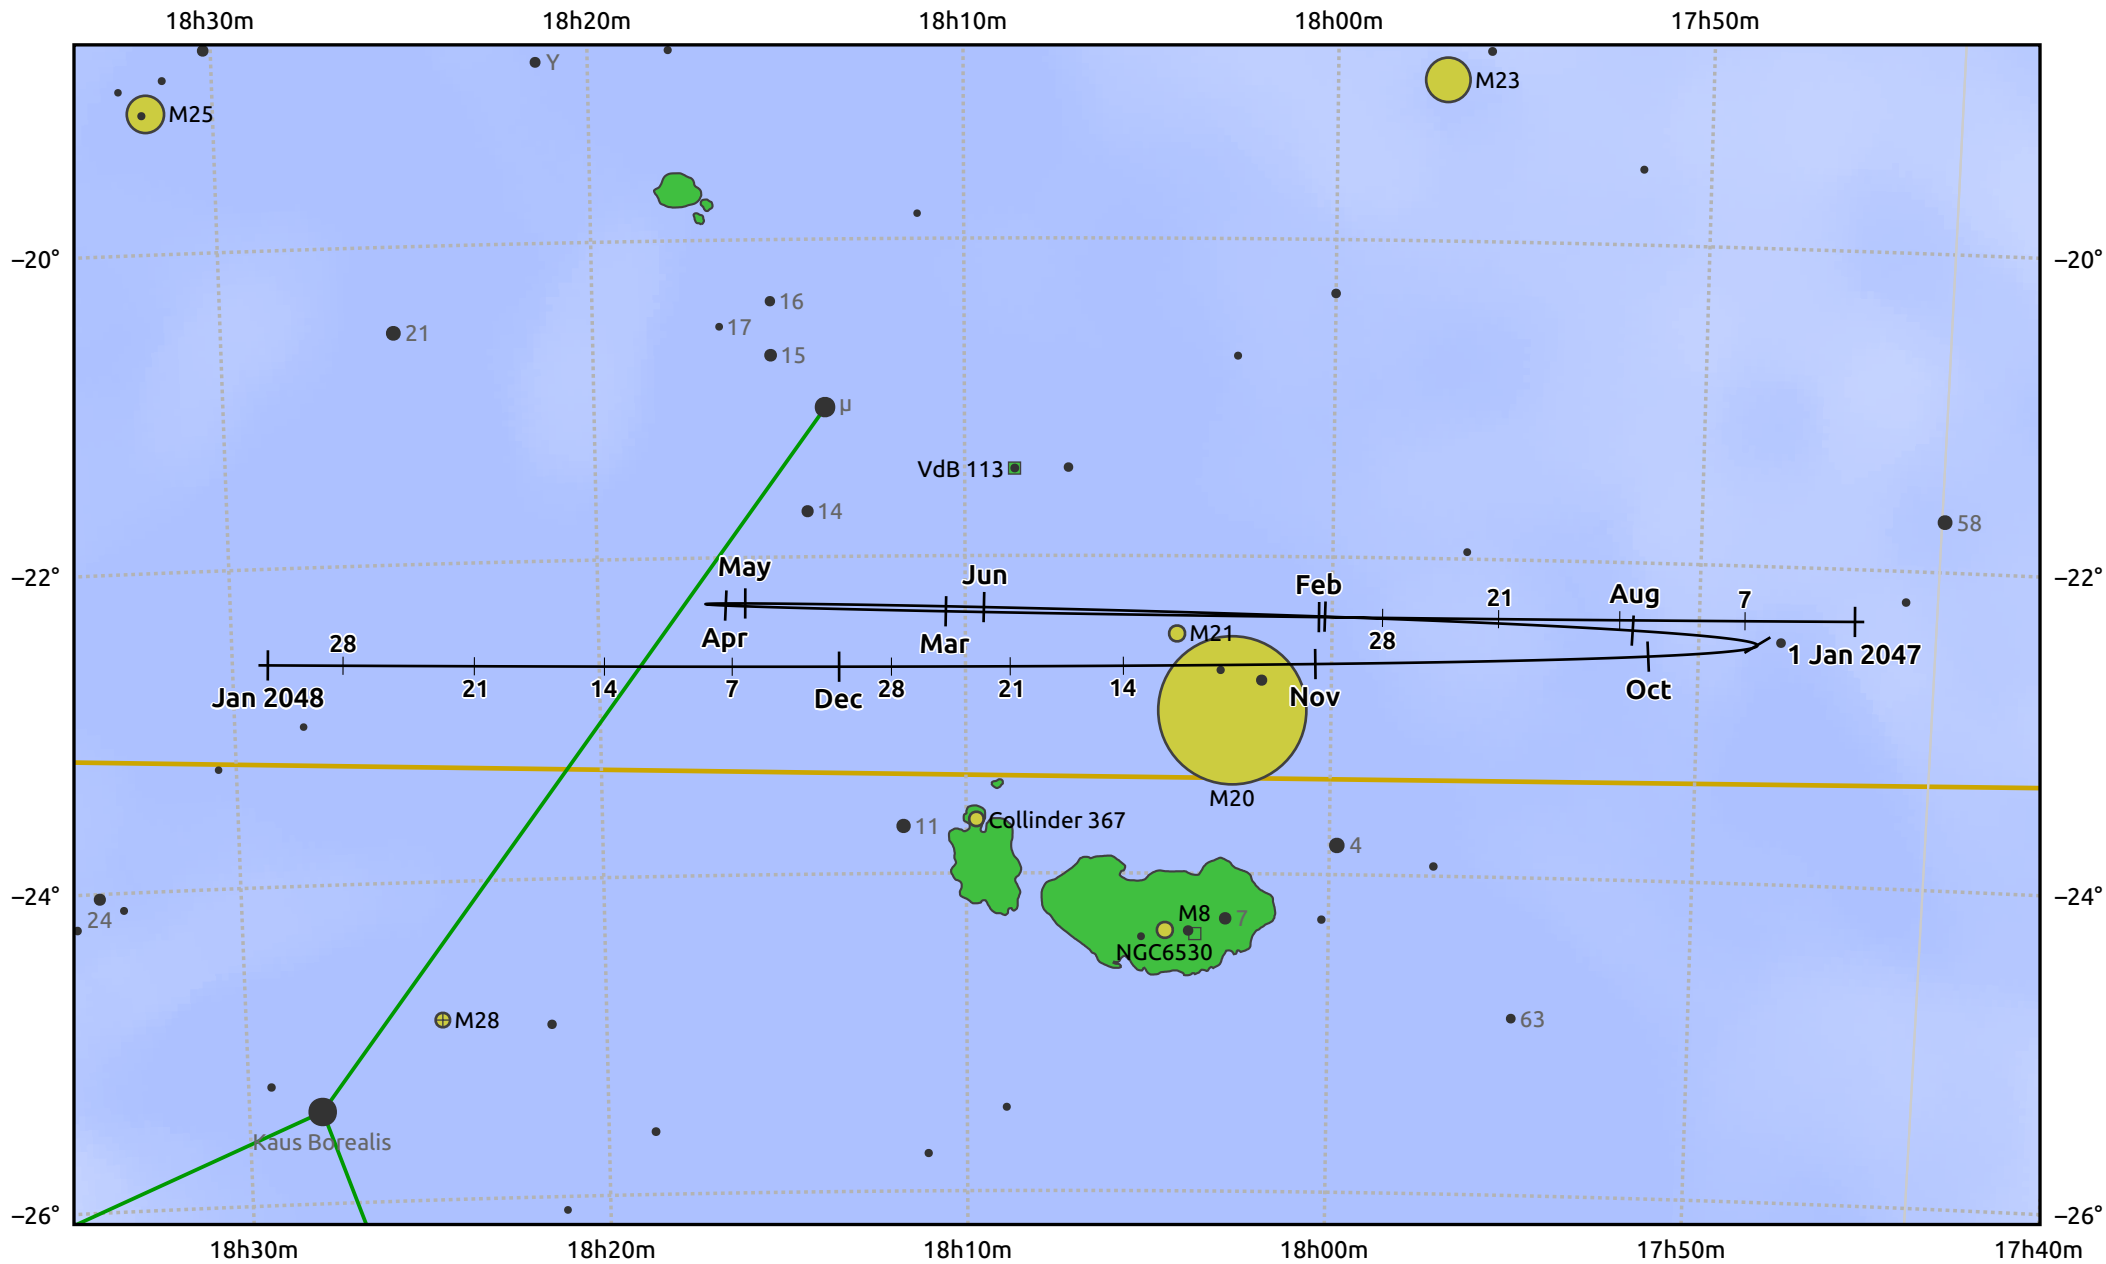 18h30m 18h20m 18h10m 18h00m 17h50m
Y
M23
M25
−20° −20°
16
17
21
15
μ
VdB 113
14
58
−22° −22°
May
Jun
Feb
Aug
21
7
Apr
Mar
M21
28
28
1 Jan 2047
Jan 2048
21
14
7
Dec
28
21
14
Nov
Oct
M20
11
Collinder 367
4
−24° −24°
24
M8
7
NGC6530
M28
63
Kaus Borealis
−26° −26°
18h30m 18h20m 18h10m 18h00m 17h50m 17h40m